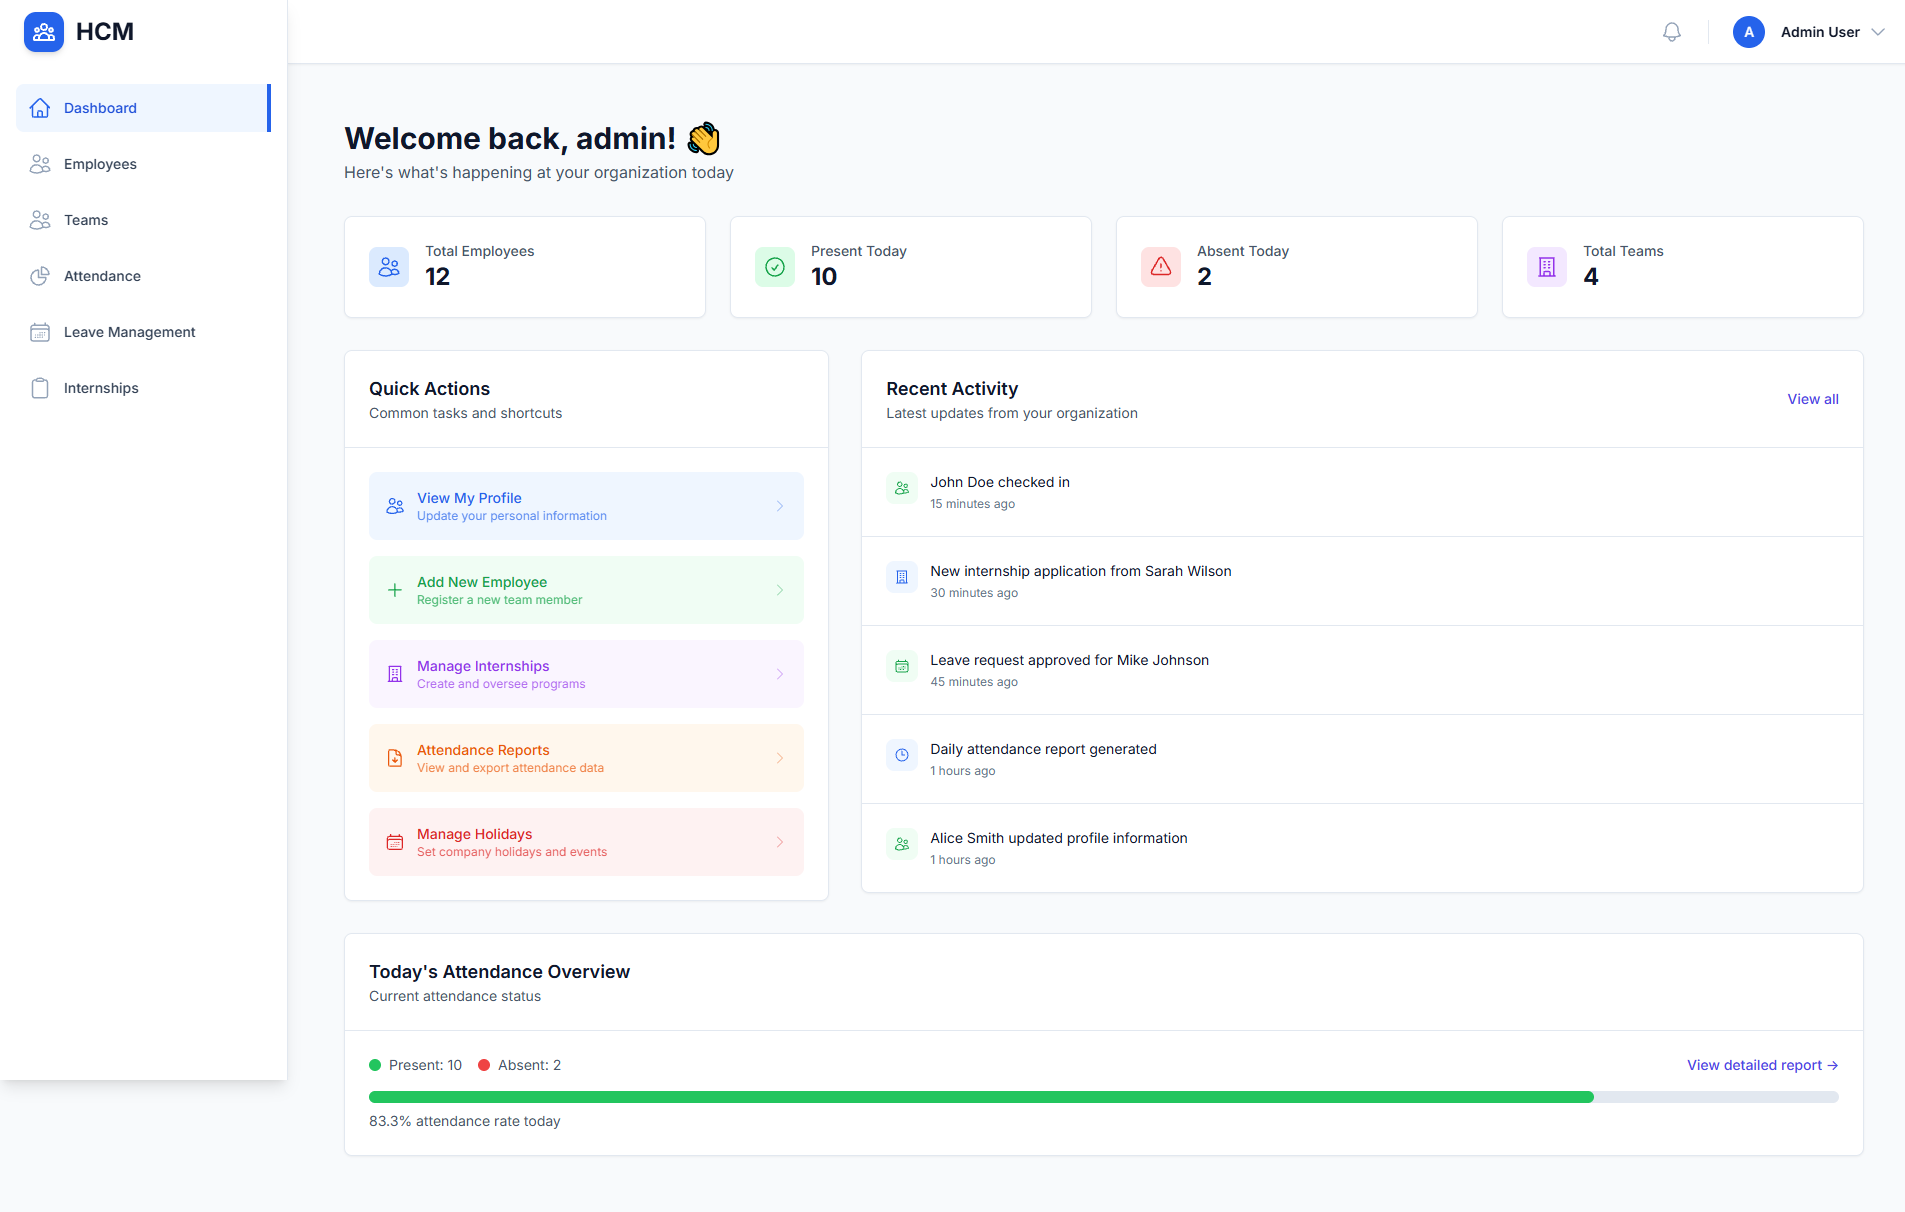 HCM
A
Admin User
Dashboard
Employees
Teams
Attendance
Leave Management
Internships
Welcome back, admin! 👋
Here's what's happening at your organization today
Total Employees
12
Present Today
10
Absent Today
2
Total Teams
4
Quick Actions
Common tasks and shortcuts
View My Profile
Update your personal information
Add New Employee
Register a new team member
Manage Internships
Create and oversee programs
Attendance Reports
View and export attendance data
Manage Holidays
Set company holidays and events
Recent Activity
Latest updates from your organization
View all
John Doe checked in
15 minutes ago
New internship application from Sarah Wilson
30 minutes ago
Leave request approved for Mike Johnson
45 minutes ago
Daily attendance report generated
1 hours ago
Alice Smith updated profile information
1 hours ago
Today's Attendance Overview
Current attendance status
Present: 10
Absent: 2
View detailed report →
83.3% attendance rate today